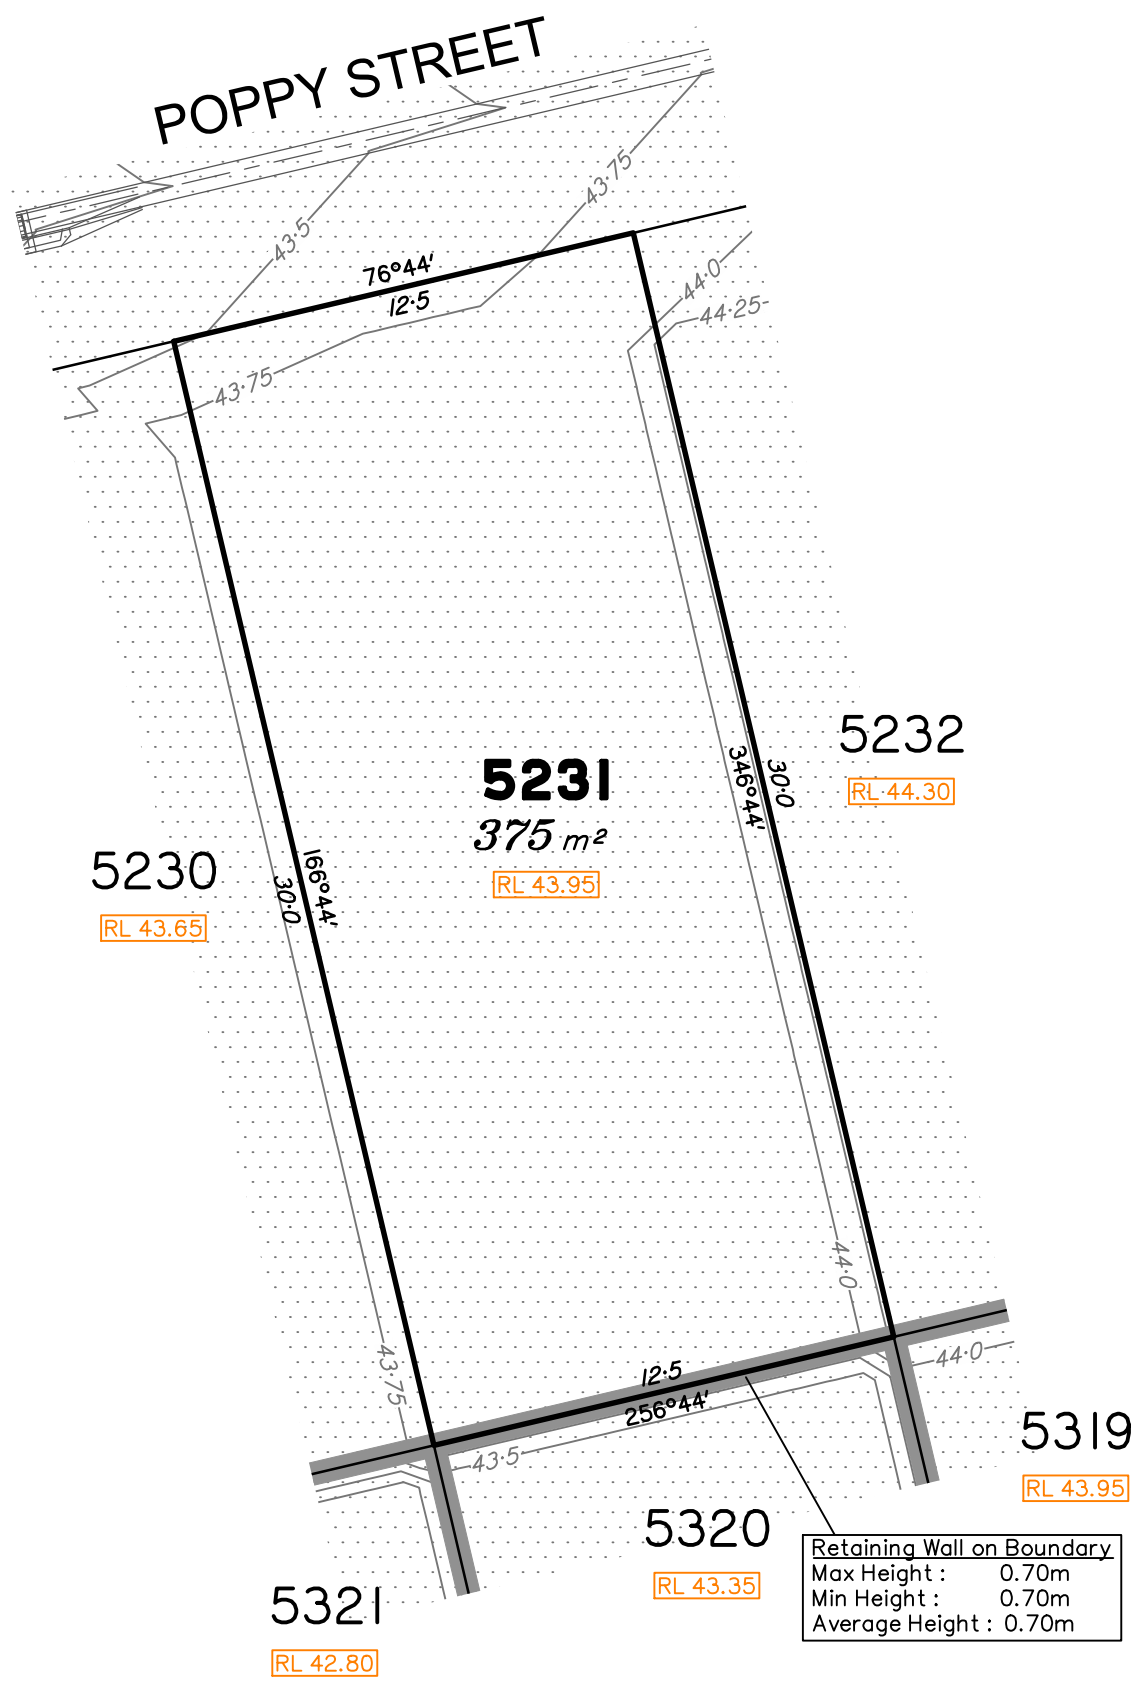 POPPY STREET
43·5
43·75
76°44'
12·5
44·0
44·25
43·75
5232
RL 44.30
346°44'
30·0
5231
375 m²
RL 43.95
5230
RL 43.65
166°44'
30·0
44·0
43·75
12·5
256°44'
44·0
43·5
5319
RL 43.95
5320
RL 43.35
Retaining Wall on Boundary
Max Height : 0.70m
Min Height : 0.70m
Average Height : 0.70m
5321
RL 42.80